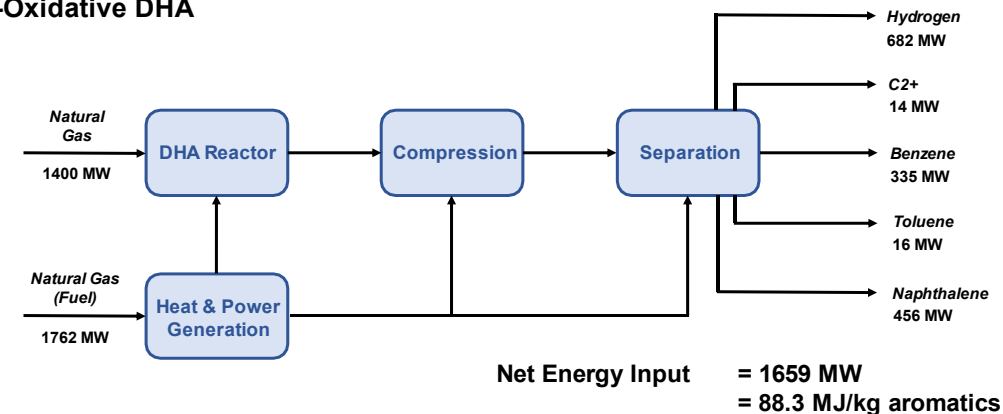 -Oxidative DHA
Hydrogen
682 MW
C2+
14 MW
Natural
Gas
1400 MW
DHA Reactor
Compression
Separation
Benzene
335 MW
Toluene
16 MW
Natural Gas
(Fuel)
1762 MW
Heat & Power
Generation
Naphthalene
456 MW
Net Energy Input = 1659 MW
= 88.3 MJ/kg aromatics